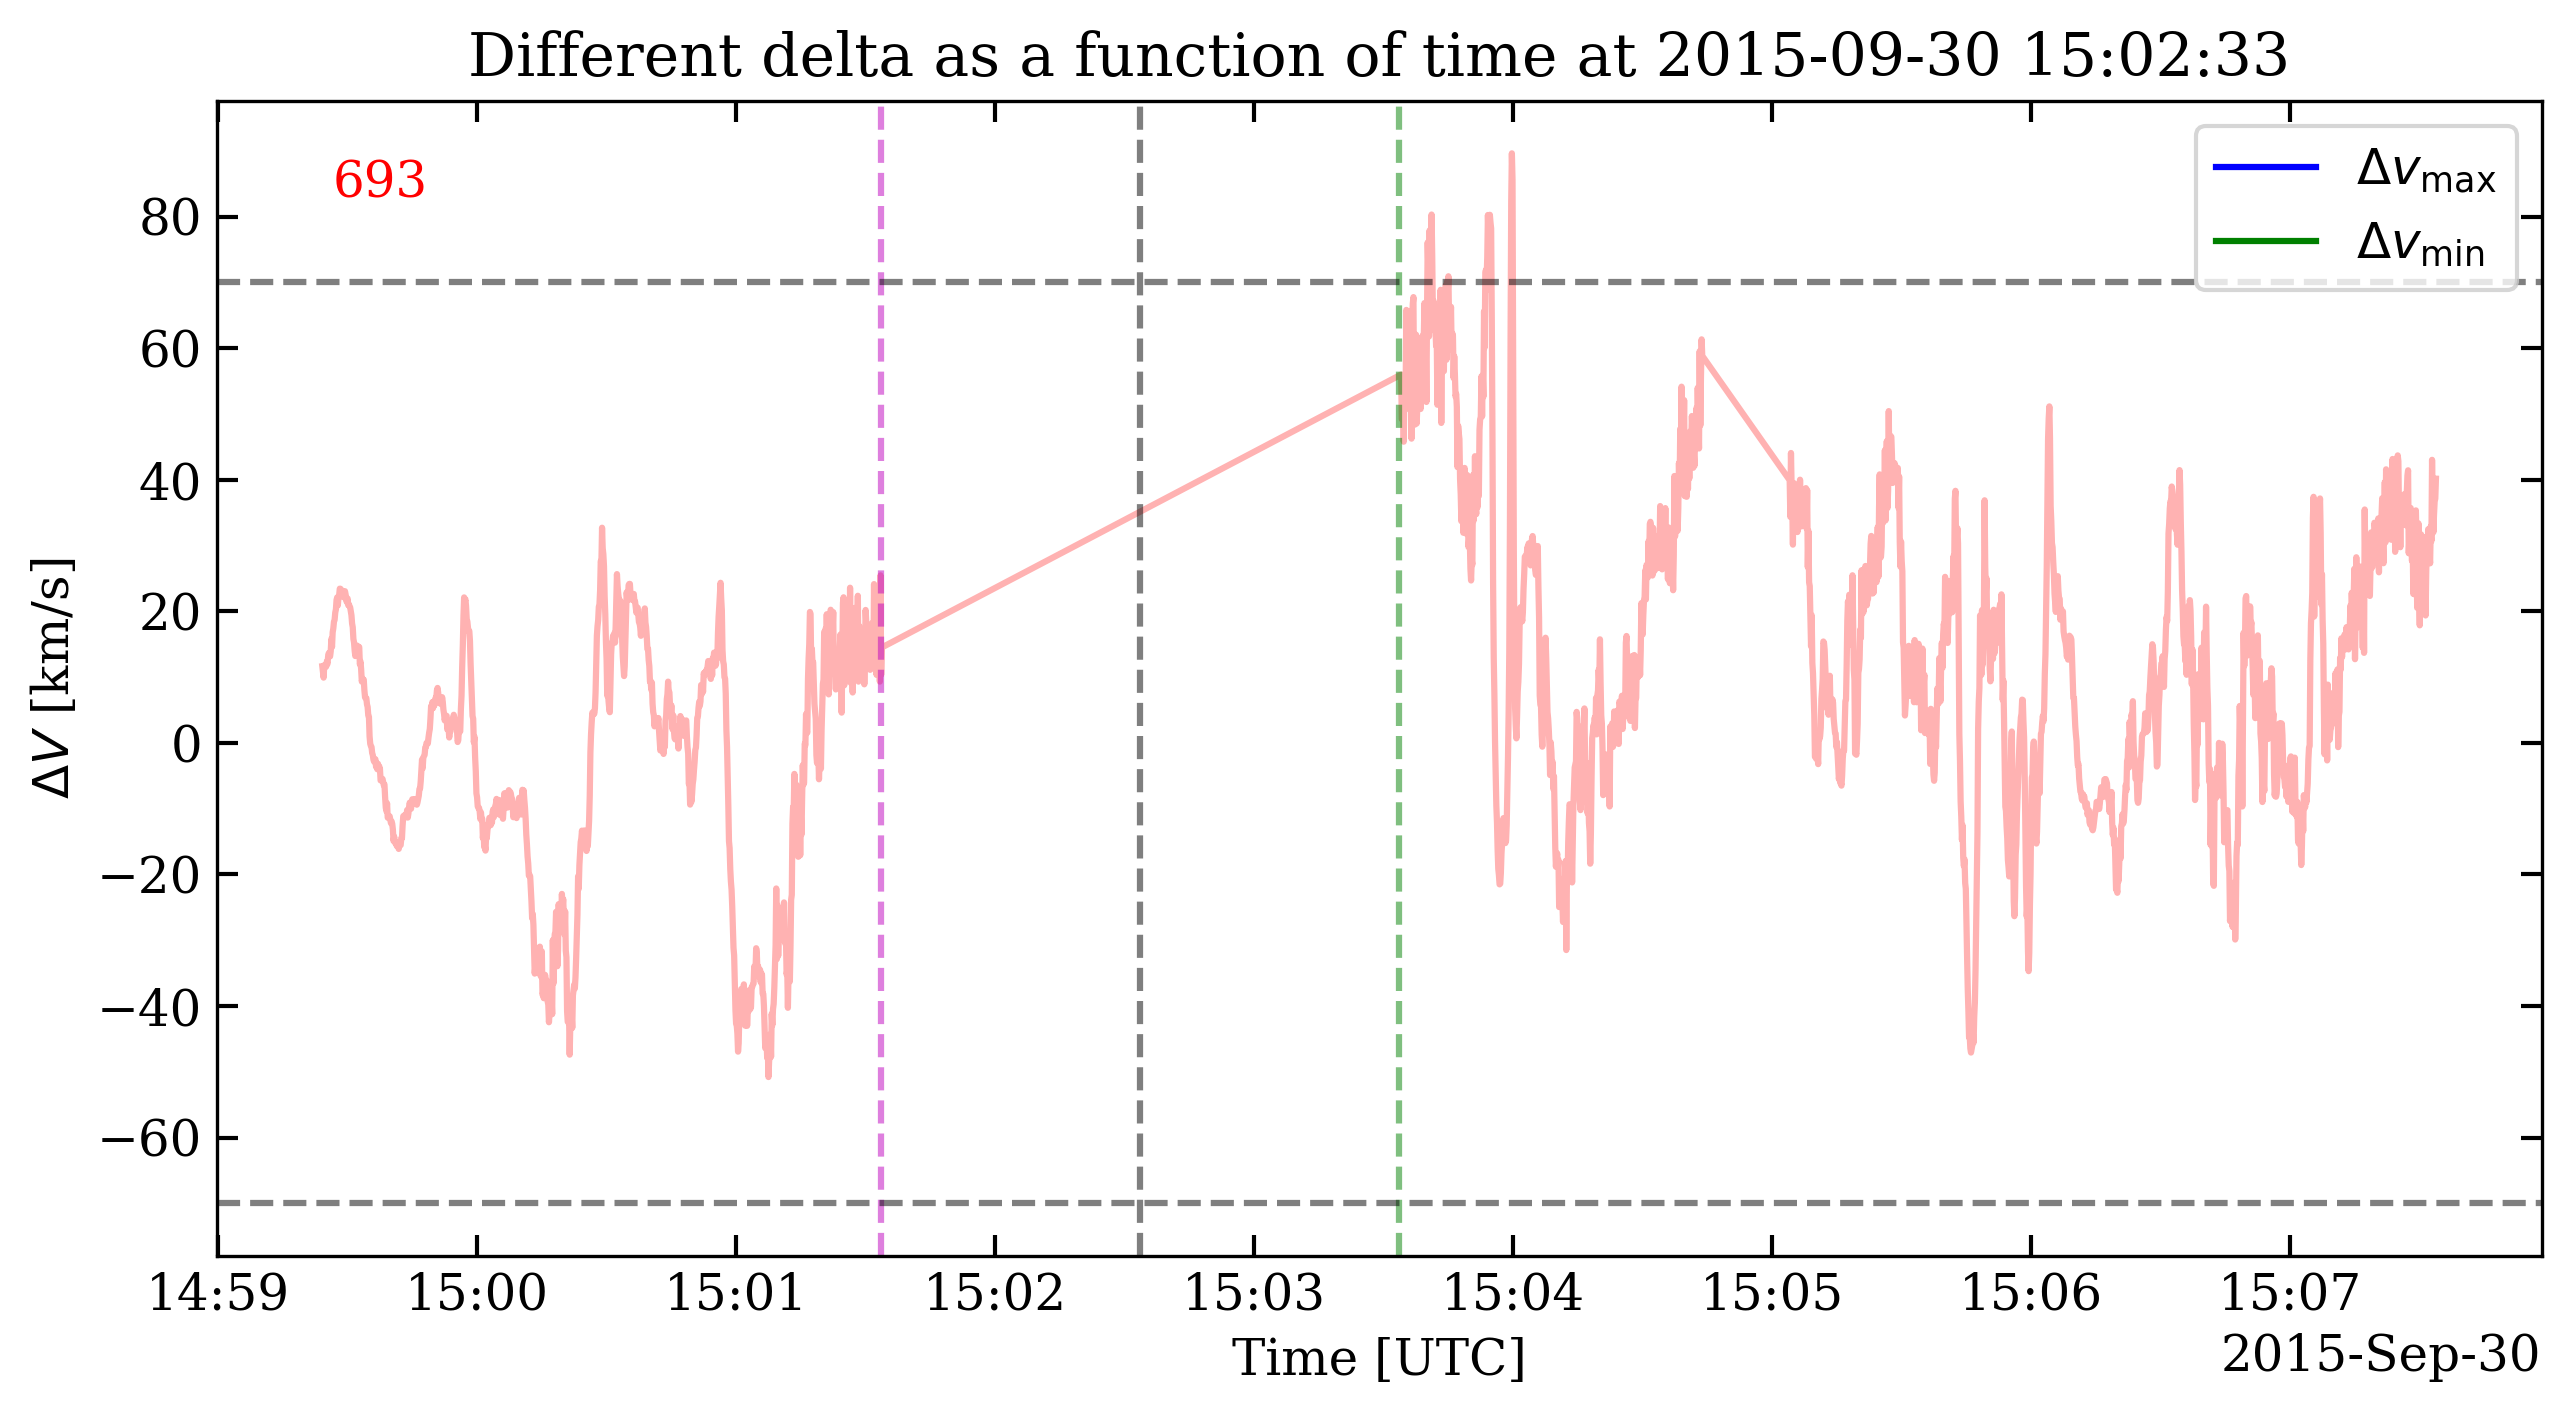 Different delta as a function of time at 2015-09-30 15:02:33
693
Δv_max
Δv_min
80
60
40
20
0
−20
−40
−60
ΔV [km/s]
14:59 15:00 15:01 15:02 15:03 15:04 15:05 15:06 15:07
Time [UTC]
2015-Sep-30